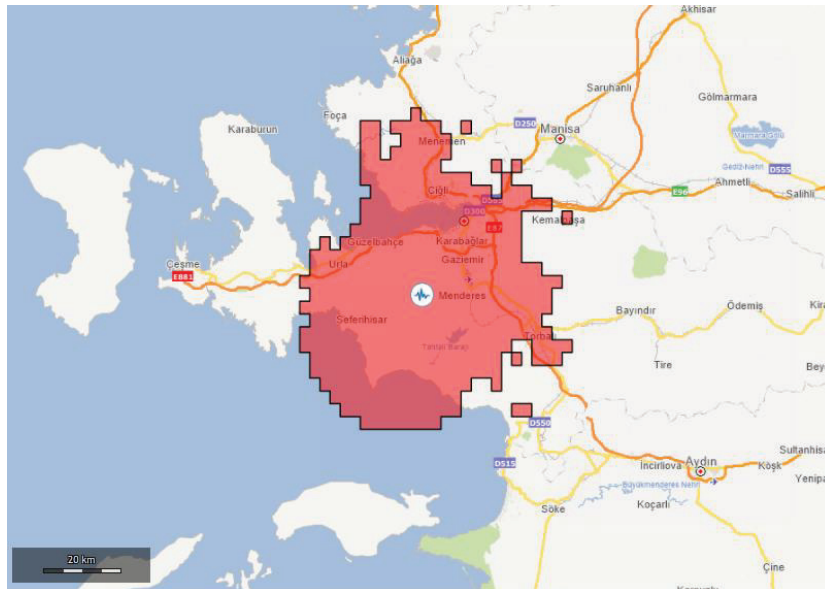 Akhisar
Aliağa
Saruhanlı
Foça
Gölmarmara
Karaburun
D250
Manisa
Marmara Gölü
Menemen
Gediz Nehri
D555
Çiğli
Ahmetli
E96
Salihli
D300
Kemalpaşa
E87
Güzelbahçe
Karabağlar
Çeşme
Urla
Gaziemir
E881
Menderes
Bayındır
Ödemiş
Seferihisar
Torbalı
Tahtalı Barajı
Tire
D550
D515
İncirliova
Aydın
Köşk
Sultanhisa
Büyükmenderes Nehri
Yenipa
Söke
Koçarlı
20 km
Çine